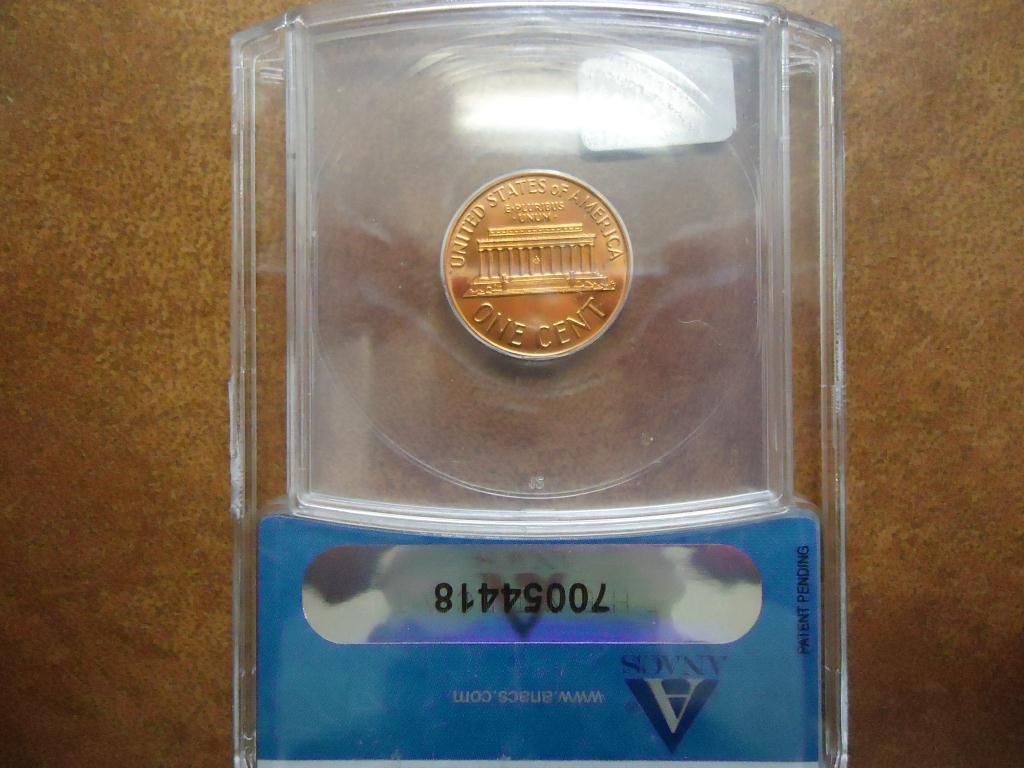 UNITED STATES OF AMERICA
E·PLURIBUS
·UNUM·
ONE CENT
70054418
PATENT PENDING
ANACS
www.anacs.com